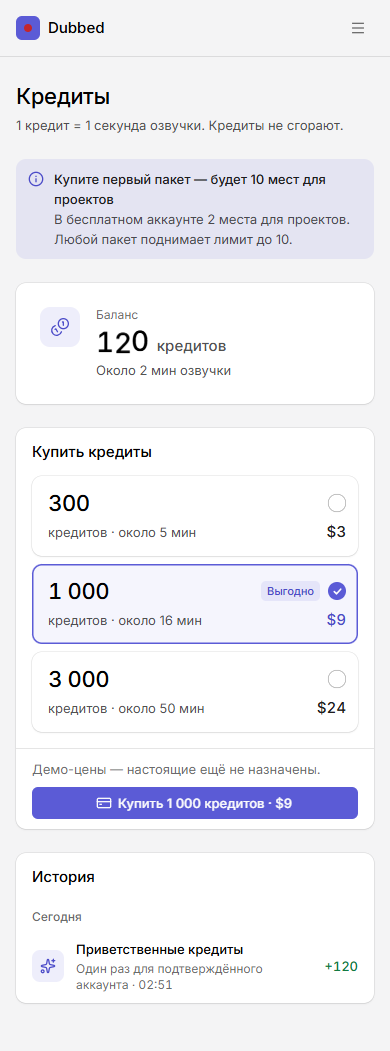 Dubbed
Кредиты
1 кредит = 1 секунда озвучки. Кредиты не сгорают.
Купите первый пакет — будет 10 мест для
проектов
В бесплатном аккаунте 2 места для проектов.
Любой пакет поднимает лимит до 10.
Баланс
120 кредитов
Около 2 мин озвучки
Купить кредиты
300
кредитов · около 5 мин $3
1 000 Выгодно
кредитов · около 16 мин $9
3 000
кредитов · около 50 мин $24
Демо-цены — настоящие ещё не назначены.
Купить 1 000 кредитов · $9
История
Сегодня
Приветственные кредиты
Один раз для подтверждённого +120
аккаунта · 02:51